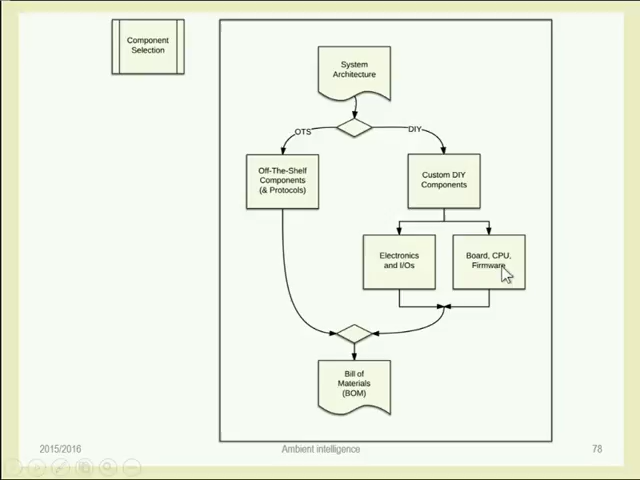 Component
Selection
System
Architecture
OTS
DIY
Off-The-Shelf
Components
(& Protocols)
Custom DIY
Components
Electronics
and I/Os
Board, CPU,
Firmware
Bill of
Materials
(BOM)
2015/2016
Ambient intelligence
78